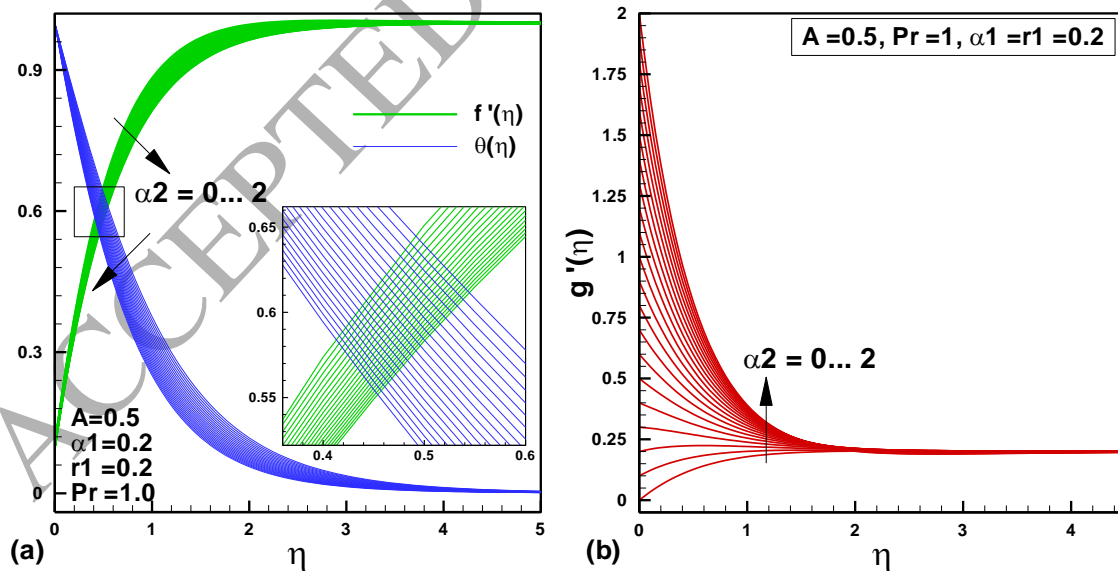 ACCEPTED
0.9
0.6
0.3
0
0 1 2 3 4 5
η
(a)
f '(η)
θ(η)
α2 = 0... 2
A=0.5
α1=0.2
r1 =0.2
Pr =1.0
0.65
0.6
0.55
0.4 0.5 0.6
g '(η)
2
1.75
1.5
1.25
1
0.75
0.5
0.25
0
0 1 2 3 4
η
(b)
A =0.5, Pr =1, α1 =r1 =0.2
α2 = 0... 2